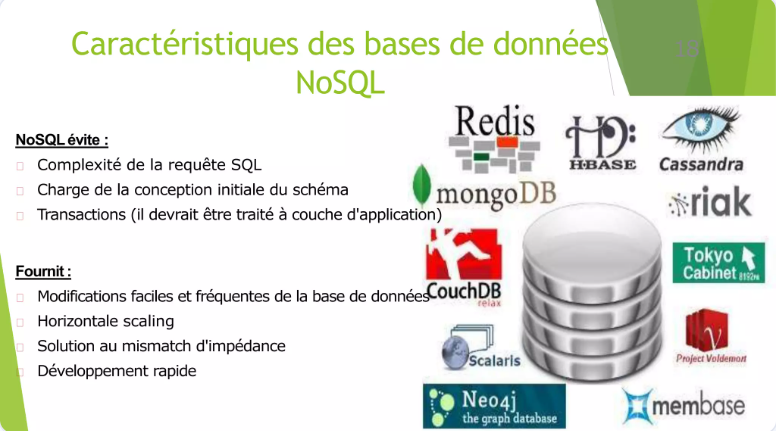 Caractéristiques des bases de données
NoSQL
NoSQL évite :
Complexité de la requête SQL
Charge de la conception initiale du schéma
Transactions (il devrait être traité à couche d'application)
Fournit :
Modifications faciles et fréquentes de la base de données
Horizontale scaling
Solution au mismatch d'impédance
Développement rapide
Redis
HBASE
Cassandra
mongoDB
riak
CouchDB
relax
Tokyo
Cabinet
Scalaris
Project Voldemort
Neo4j
the graph database
membase